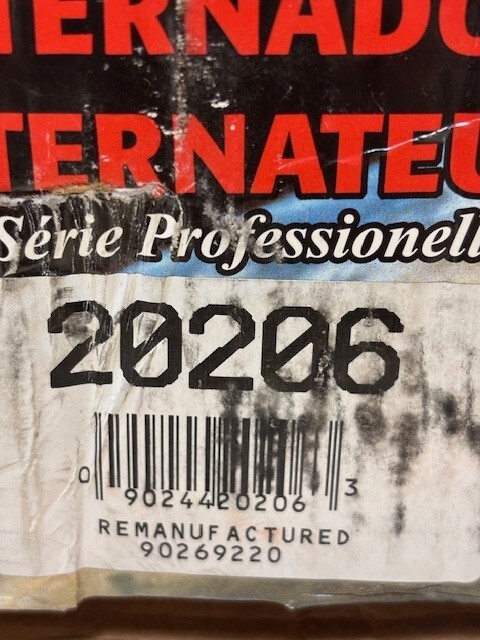 TERNADO
TERNATEU
Série Professionell
20206
0 9024420206 3
REMANUFACTURED
90269220